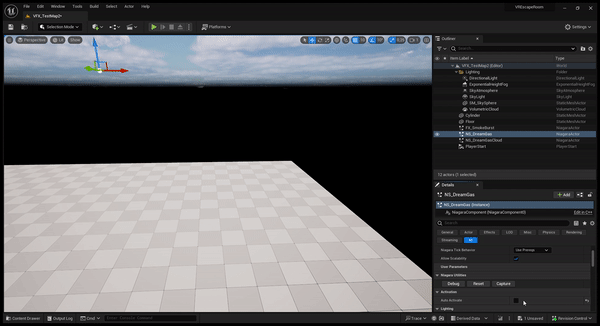 File Edit Window Tools Build Select Actor Help
VREscapeRoom
VFX_TestMap2*
Selection Mode
Platforms
Settings
Perspective
Lit
Show
Outliner
Item Label
Type
VFX_TestMap2 (Editor) World
Lighting Folder
DirectionalLight DirectionalLight
ExponentialHeightFog ExponentialHeightFog
SkyAtmosphere SkyAtmosphere
SkyLight SkyLight
SM_SkySphere StaticMeshActor
VolumetricCloud VolumetricCloud
Cylinder StaticMeshActor
Floor StaticMeshActor
FX_SmokeBurst NiagaraActor
NS_DreamGas NiagaraActor
NS_DreamGasCloud NiagaraActor
PlayerStart PlayerStart
12 actors (1 selected)
Details
NS_DreamGas
Add
NS_DreamGas (Instance)
NiagaraComponent (NiagaraComponent0) Edit in C++
Search
General Actor Effects LOD Misc Physics Rendering
Streaming All
Niagara Tick Behavior Use Prereqs
Allow Scalability
User Parameters
Niagara Utilities
Debug Reset Capture
Activation
Auto Activate
Lighting
Content Drawer Output Log Cmd
Trace Derived Data 1 Unsaved Revision Control